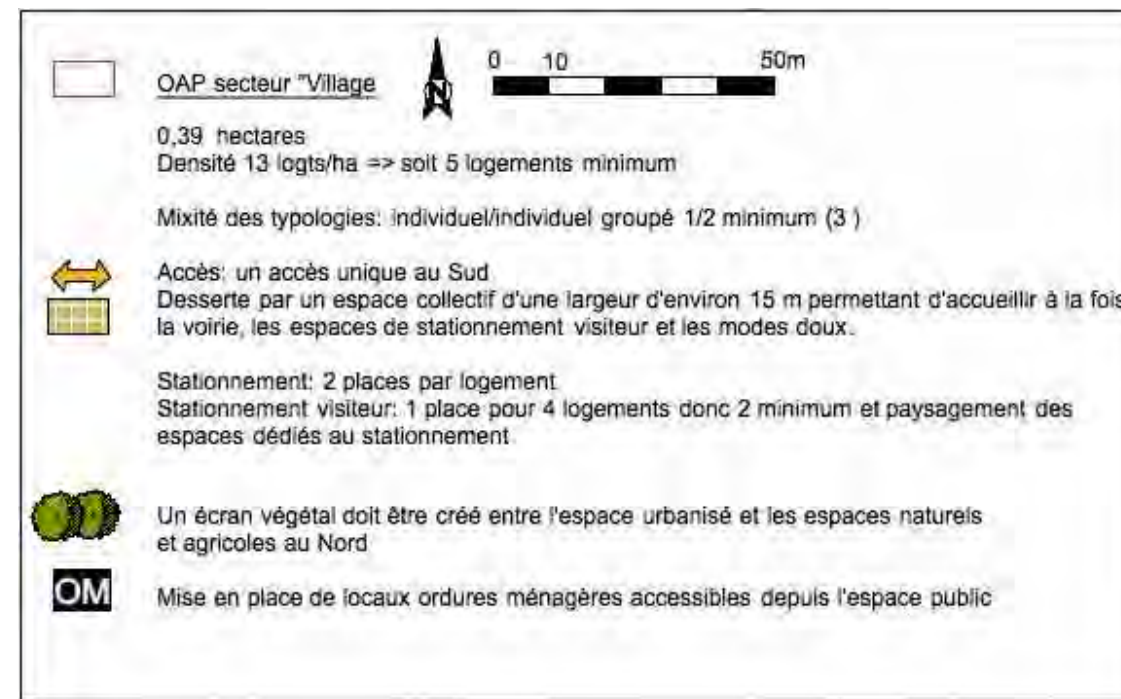 0 10 50m
N
OAP secteur "Village
0,39 hectares
Densité 13 logts/ha => soit 5 logements minimum
Mixité des typologies: individuel/individuel groupé 1/2 minimum (3 )
Accès: un accès unique au Sud
Desserte par un espace collectif d'une largeur d'environ 15 m permettant d'accueillir à la fois
la voirie, les espaces de stationnement visiteur et les modes doux.
Stationnement: 2 places par logement
Stationnement visiteur: 1 place pour 4 logements donc 2 minimum et paysagement des
espaces dédiés au stationnement
Un écran végétal doit être créé entre l'espace urbanisé et les espaces naturels
et agricoles au Nord
OM
Mise en place de locaux ordures ménagères accessibles depuis l'espace public